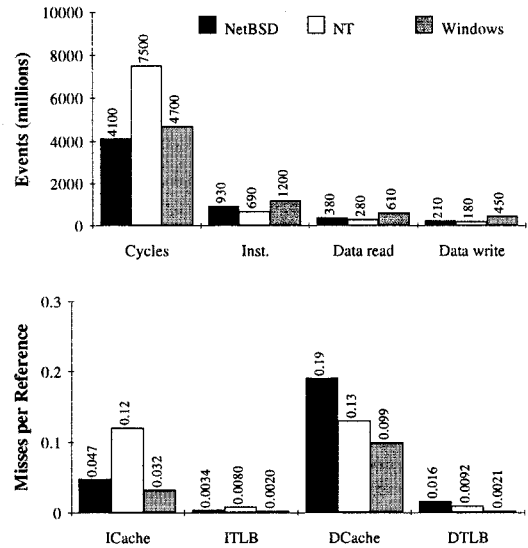 NetBSD NT Windows
Events (millions)
10000
8000
6000
4000
2000
0
4100 7500 4700
930 690 1200
380 280 610
210 180 450
Cycles Inst. Data read Data write
Misses per Reference
0.3
0.2
0.1
0
0.047 0.12 0.032
0.0034 0.0080 0.0020
0.19 0.13 0.099
0.016 0.0092 0.0021
ICache ITLB DCache DTLB